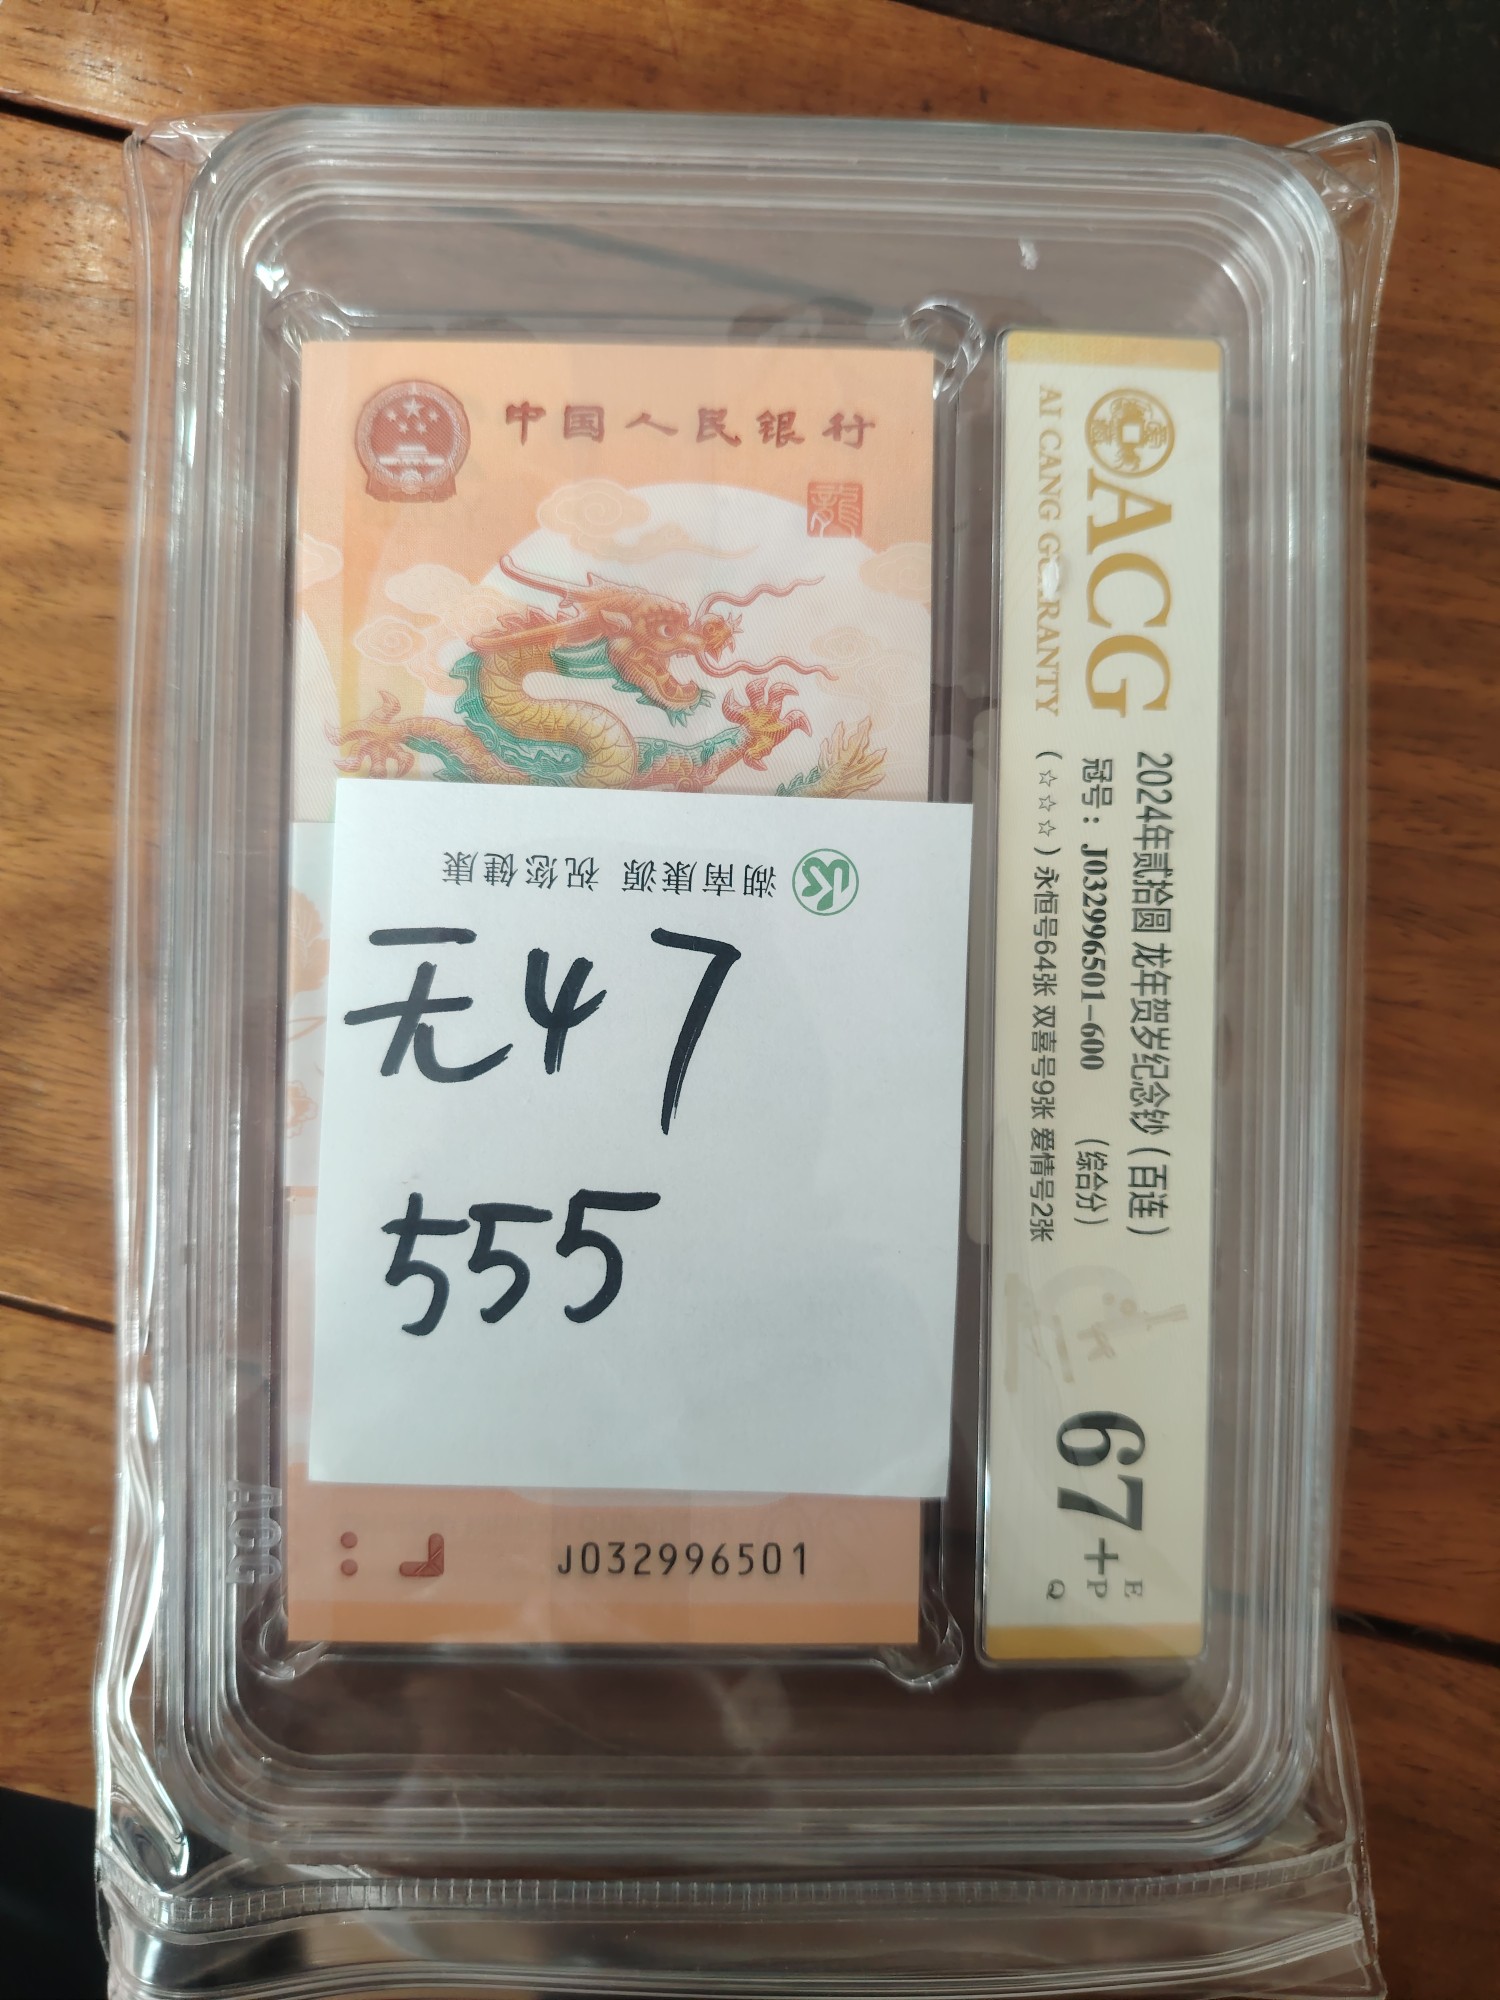 中国人民银行
龍
湖南康源 祝您健康
无47
555
J032996501
ACG
AI CANG GUARANTY
2024年贰拾圆 龙年贺岁纪念钞（百连）
冠号：J032996501-600 （综合分）
（☆☆☆）永恒号64张 双喜号9张 爱情号2张
67+
E
P
Q
ACG